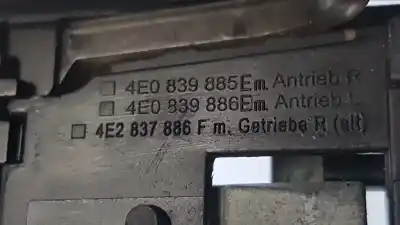 4E0 839 885 E m. Antrieb R
4E0 839 886 E m. Antrieb L
4E2 837 886 F m. Getriebe R (alt)